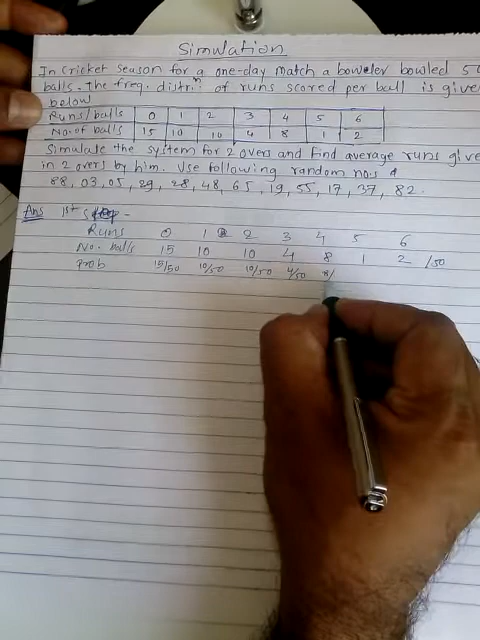 Simulation
In Cricket season for a one-day match a bowler bowled 50
balls. The freq. distriⁿ of runs scored per ball is give
below
Runs/balls 0 1 2 3 4 5 6
No. of balls 15 10 10 4 8 1 2
Simulate the system for 2 overs and find average runs give
in 2 overs by him. Use following random nos.
88, 03, 05, 29, 28, 48, 65, 19, 55, 17, 37, 82.
Ans 1st step -
Runs 0 1 2 3 4 5 6
No. balls 15 10 10 4 8 1 2 /50
Prob 15/50 10/50 10/50 4/50 8/